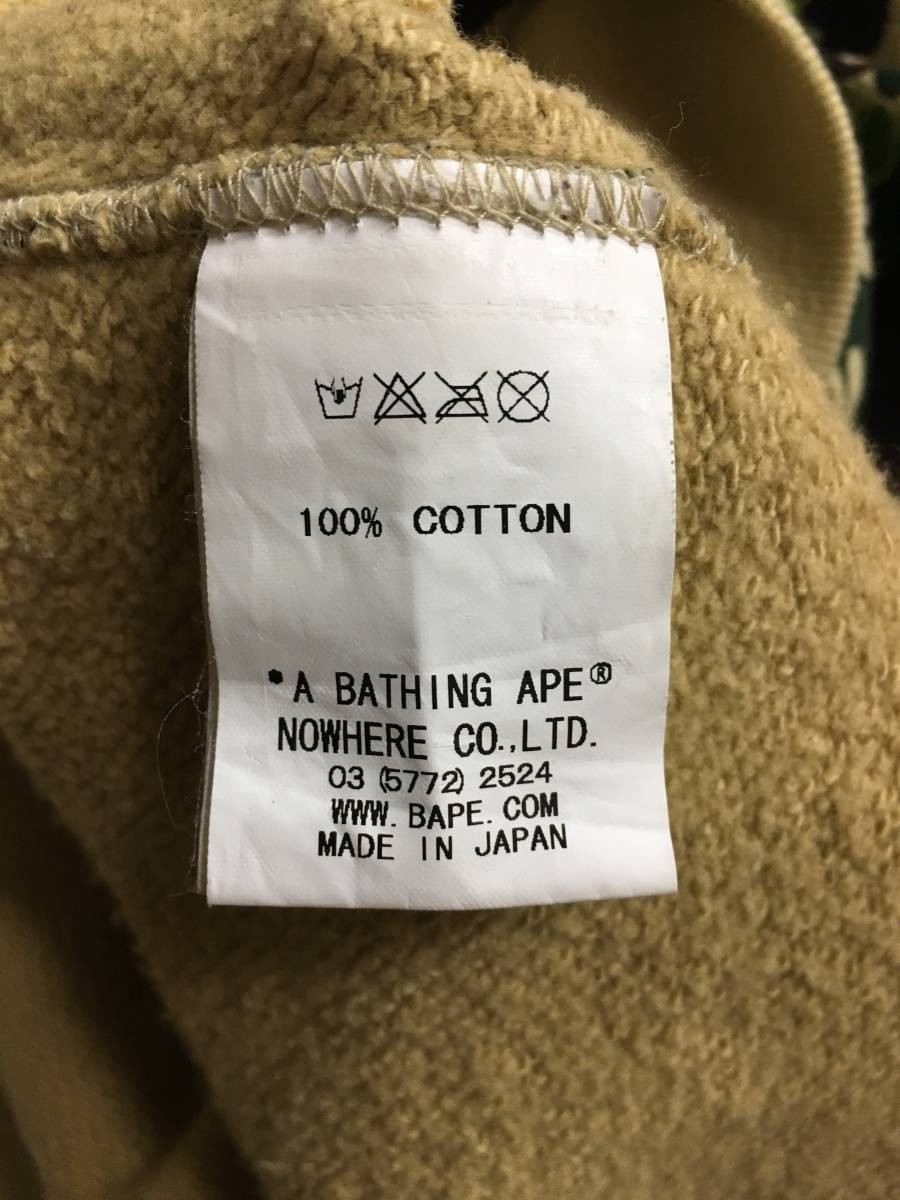 100% COTTON
*A BATHING APE®
NOWHERE CO.,LTD.
03 (5772) 2524
WWW. BAPE. COM
MADE IN JAPAN